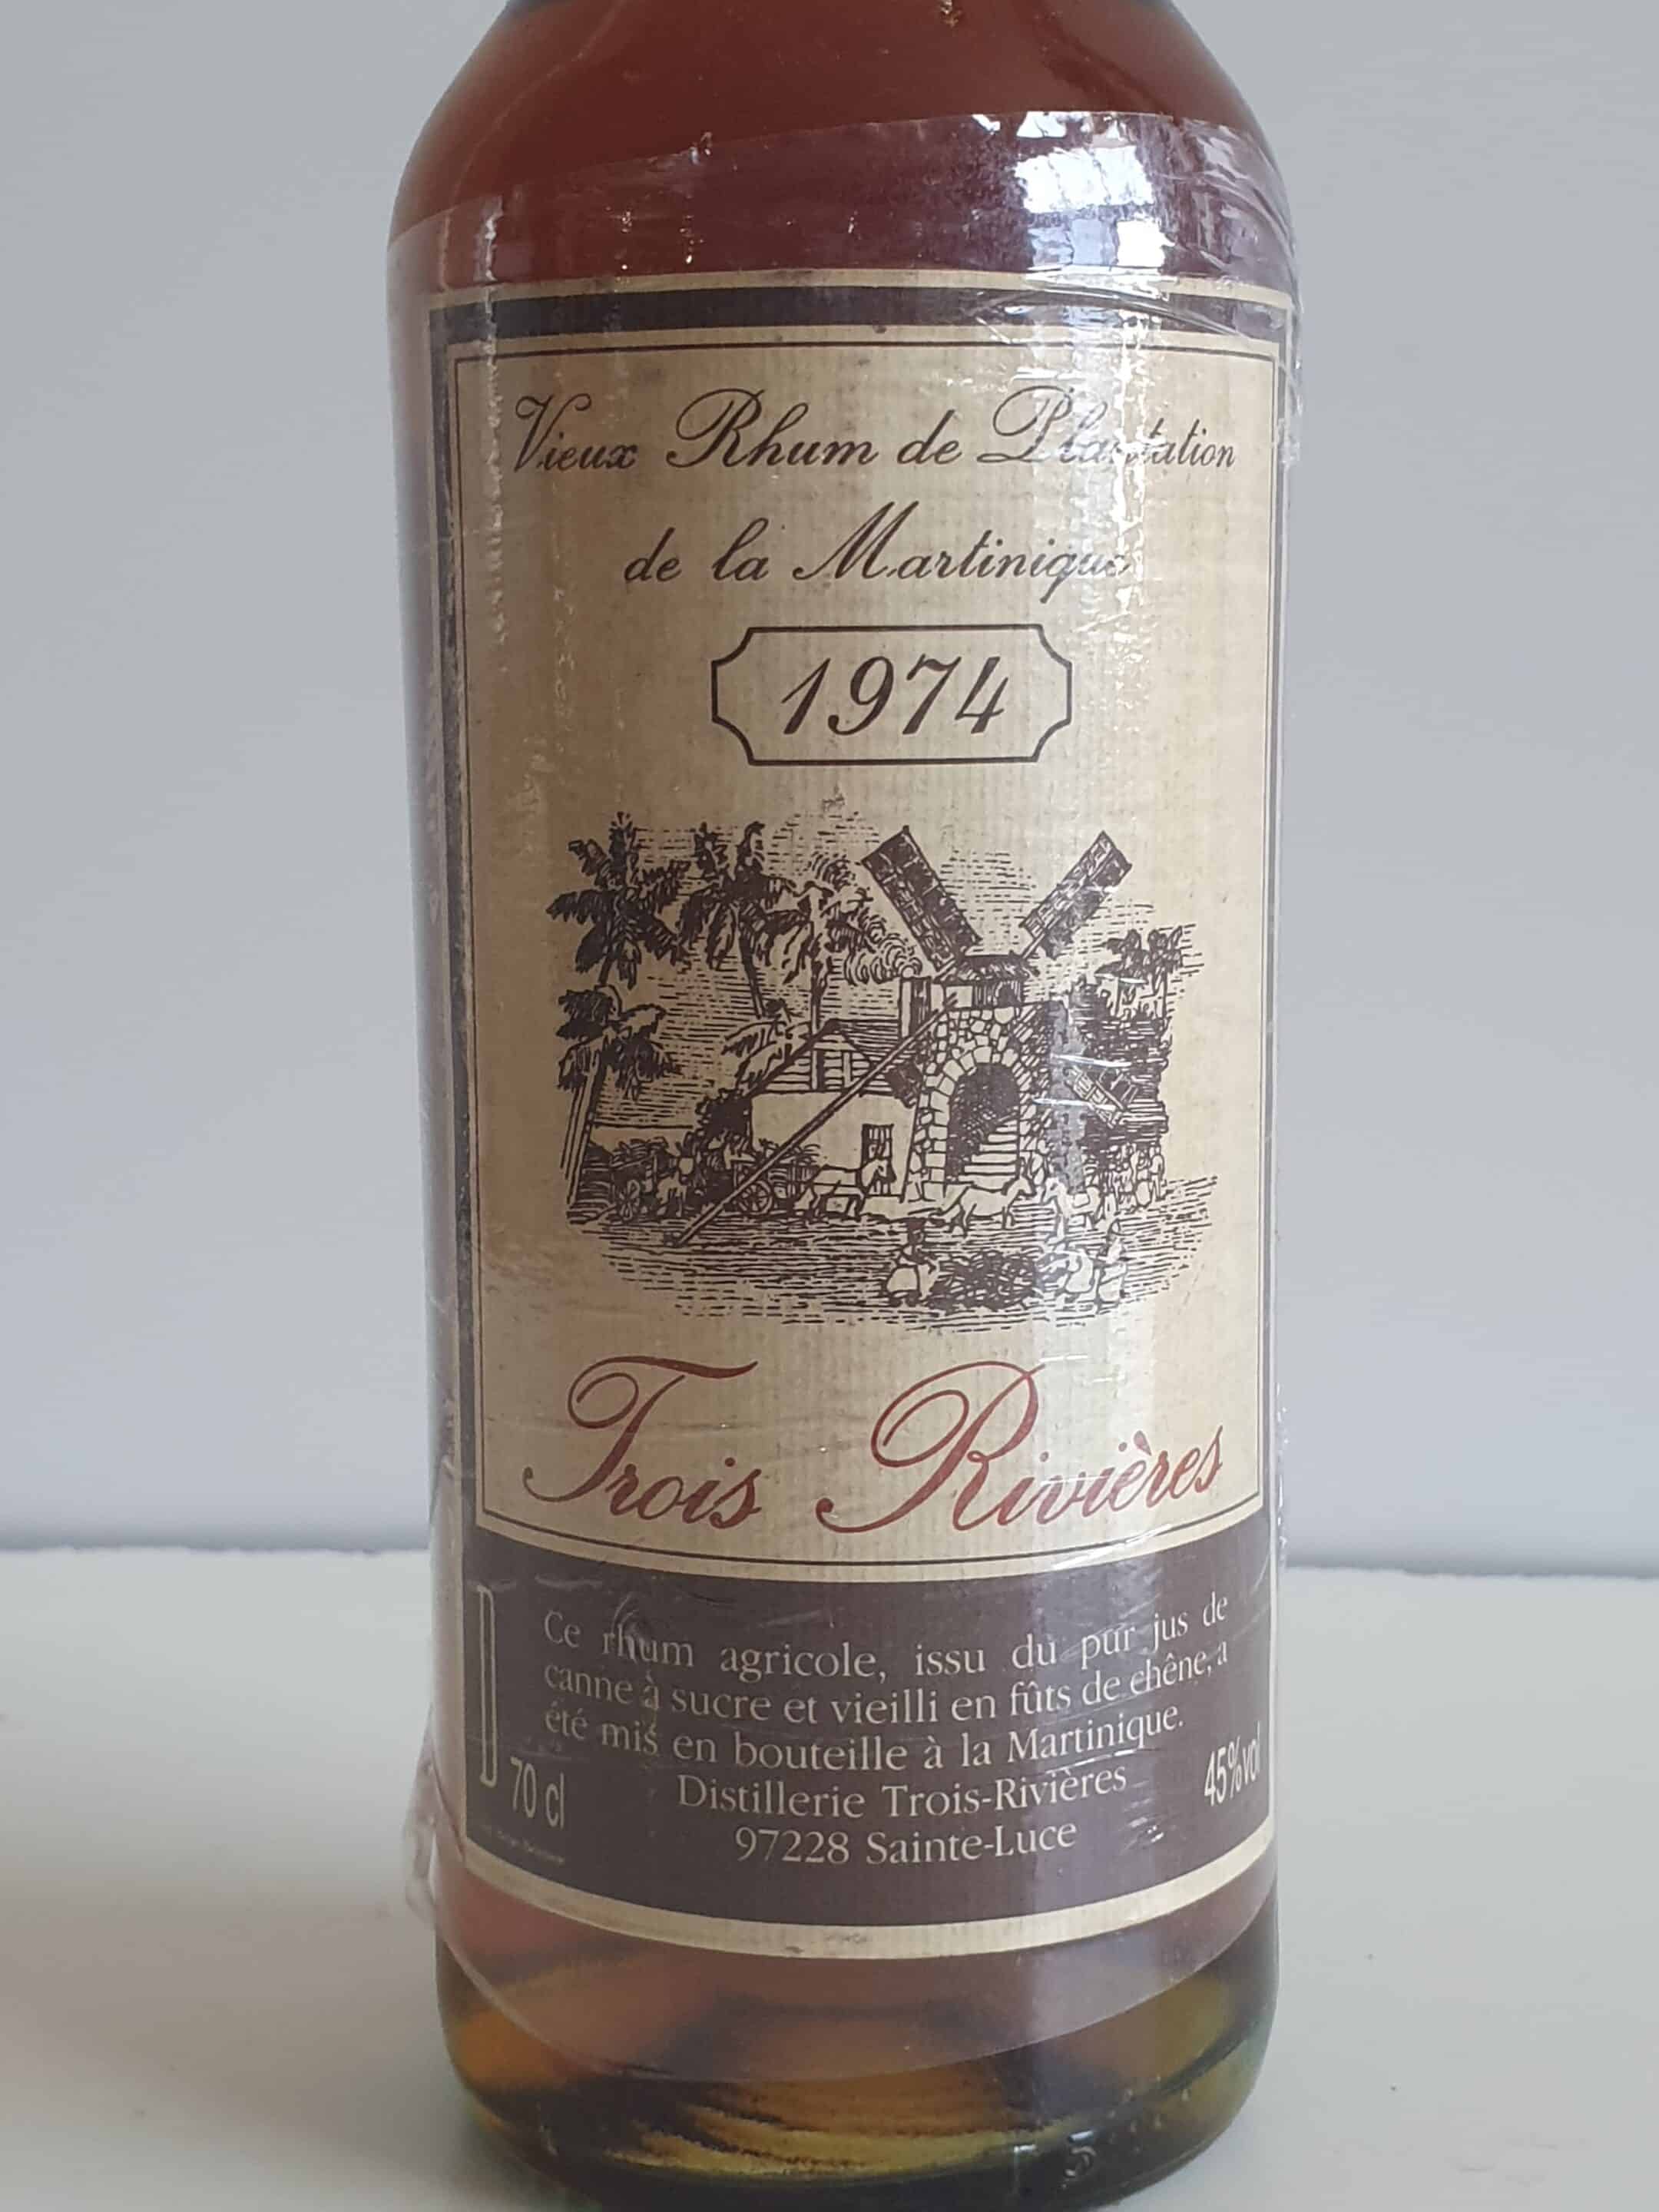 Vieux Rhum de Plantation
de la Martinique
1974
Trois Rivières
Ce rhum agricole, issu du pur jus de
canne à sucre et vieilli en fûts de chêne, a
été mis en bouteille à la Martinique.
Distillerie Trois-Rivières
97228 Sainte-Luce
70 cl
45%vol
5